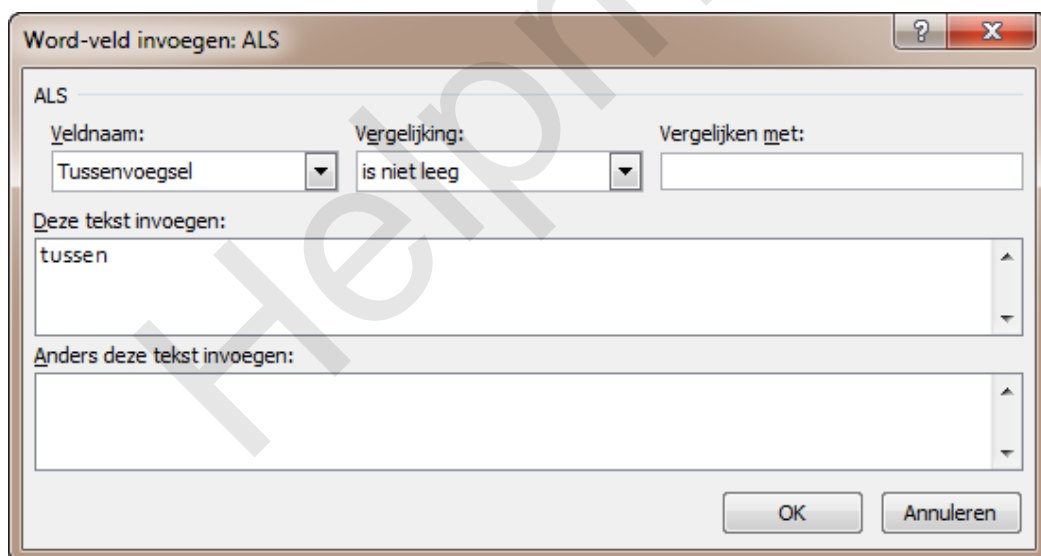 Word-veld invoegen: ALS
ALS
Veldnaam: Vergelijking: Vergelijken met:
Tussenvoegsel is niet leeg
Deze tekst invoegen:
tussen
Anders deze tekst invoegen:
OK Annuleren